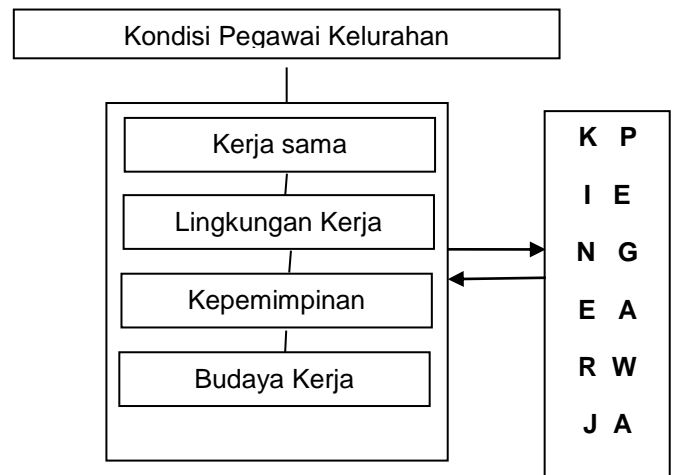 Kondisi Pegawai Kelurahan
Kerja sama
Lingkungan Kerja
Kepemimpinan
Budaya Kerja
K P
I E
N G
E A
R W
J A